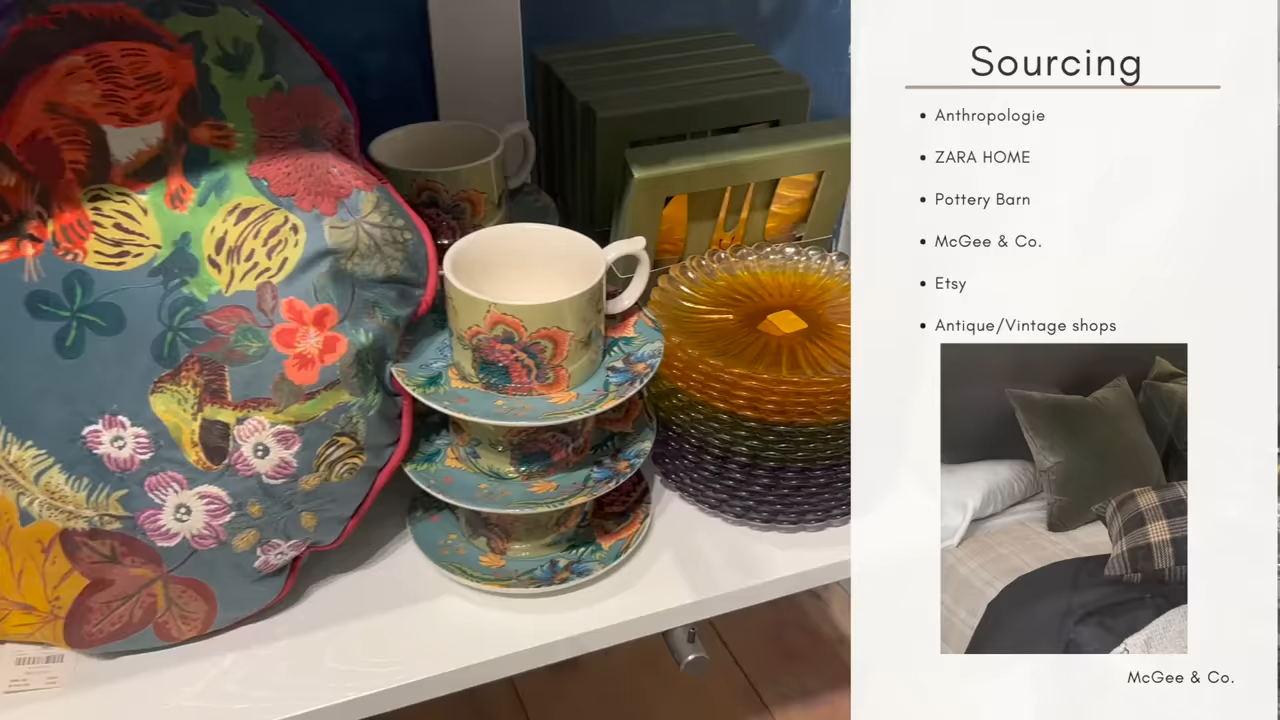 Sourcing
Anthropologie
ZARA HOME
Pottery Barn
McGee & Co.
Etsy
Antique/Vintage shops
McGee & Co.